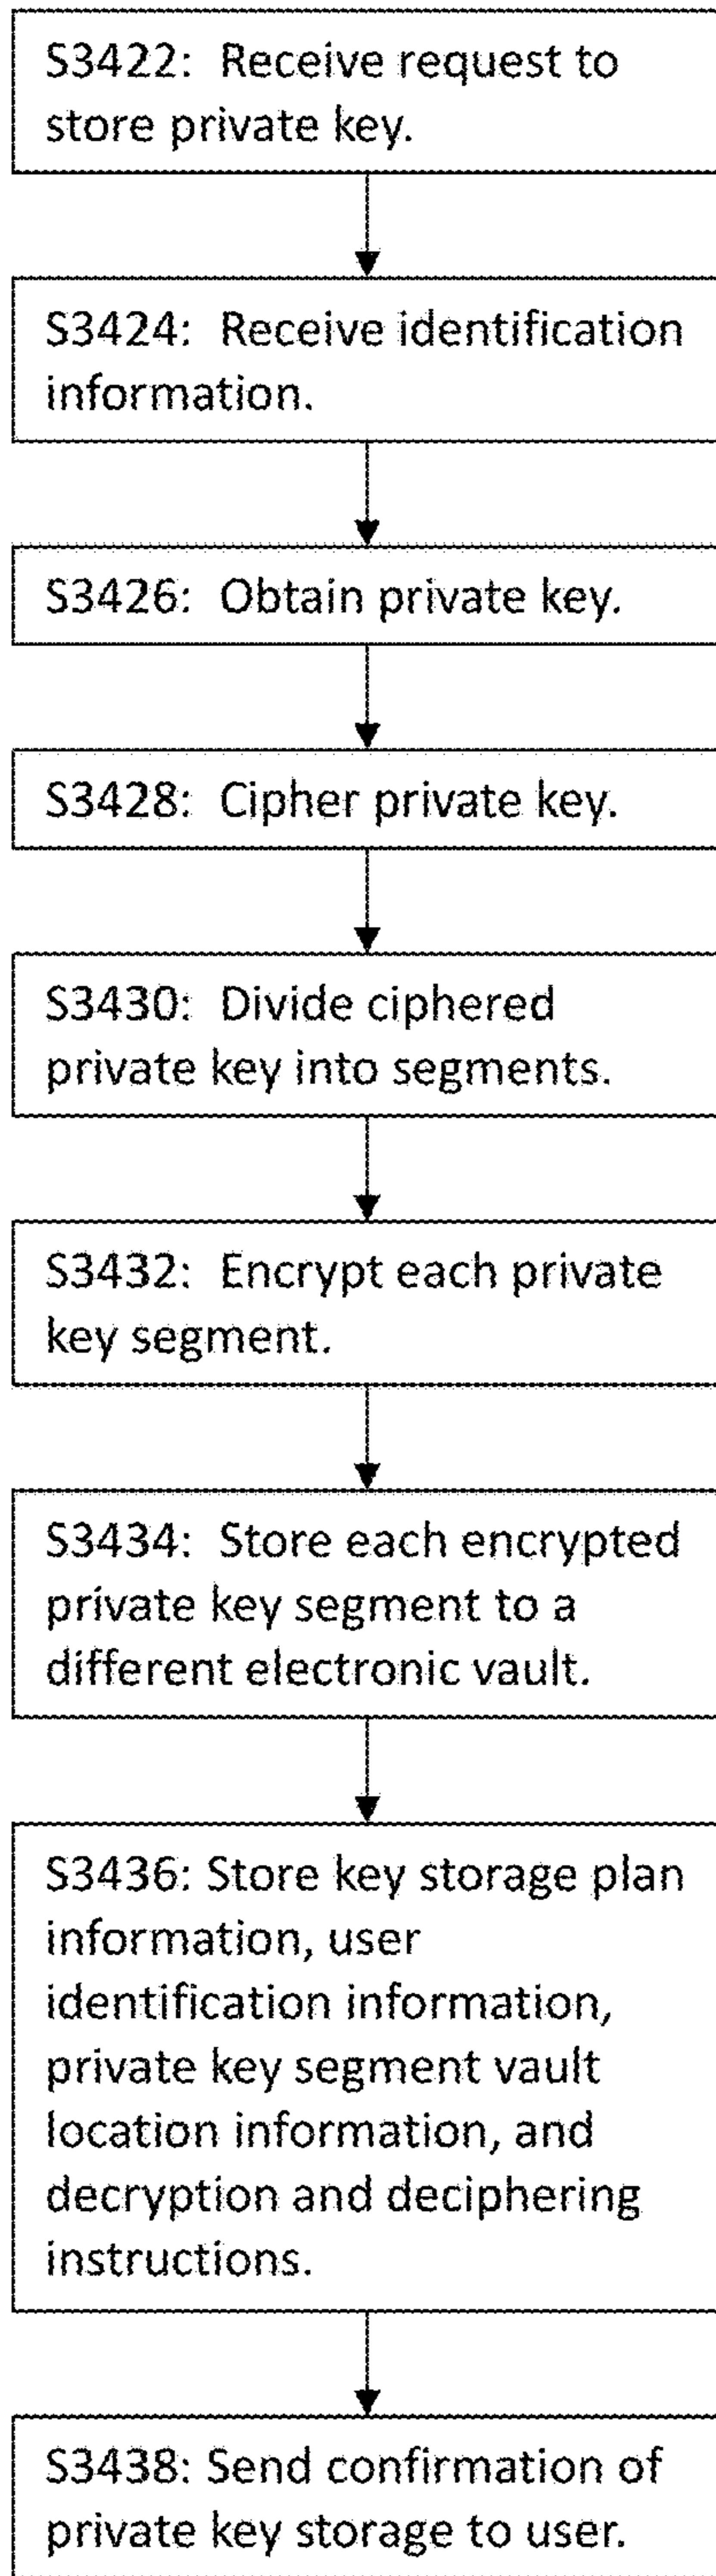 S3422:  Receive request to
store private key.
S3424:  Receive identification
information.
S3426:  Obtain private key.
S3428:  Cipher private key.
S3430:  Divide ciphered
private key into segments.
S3432:  Encrypt each private
key segment.
S3434:  Store each encrypted
private key segment to a
different electronic vault.
S3436: Store key storage plan
information, user
identification information,
private key segment vault
location information, and
decryption and deciphering
instructions.
S3438: Send confirmation of
private key storage to user.